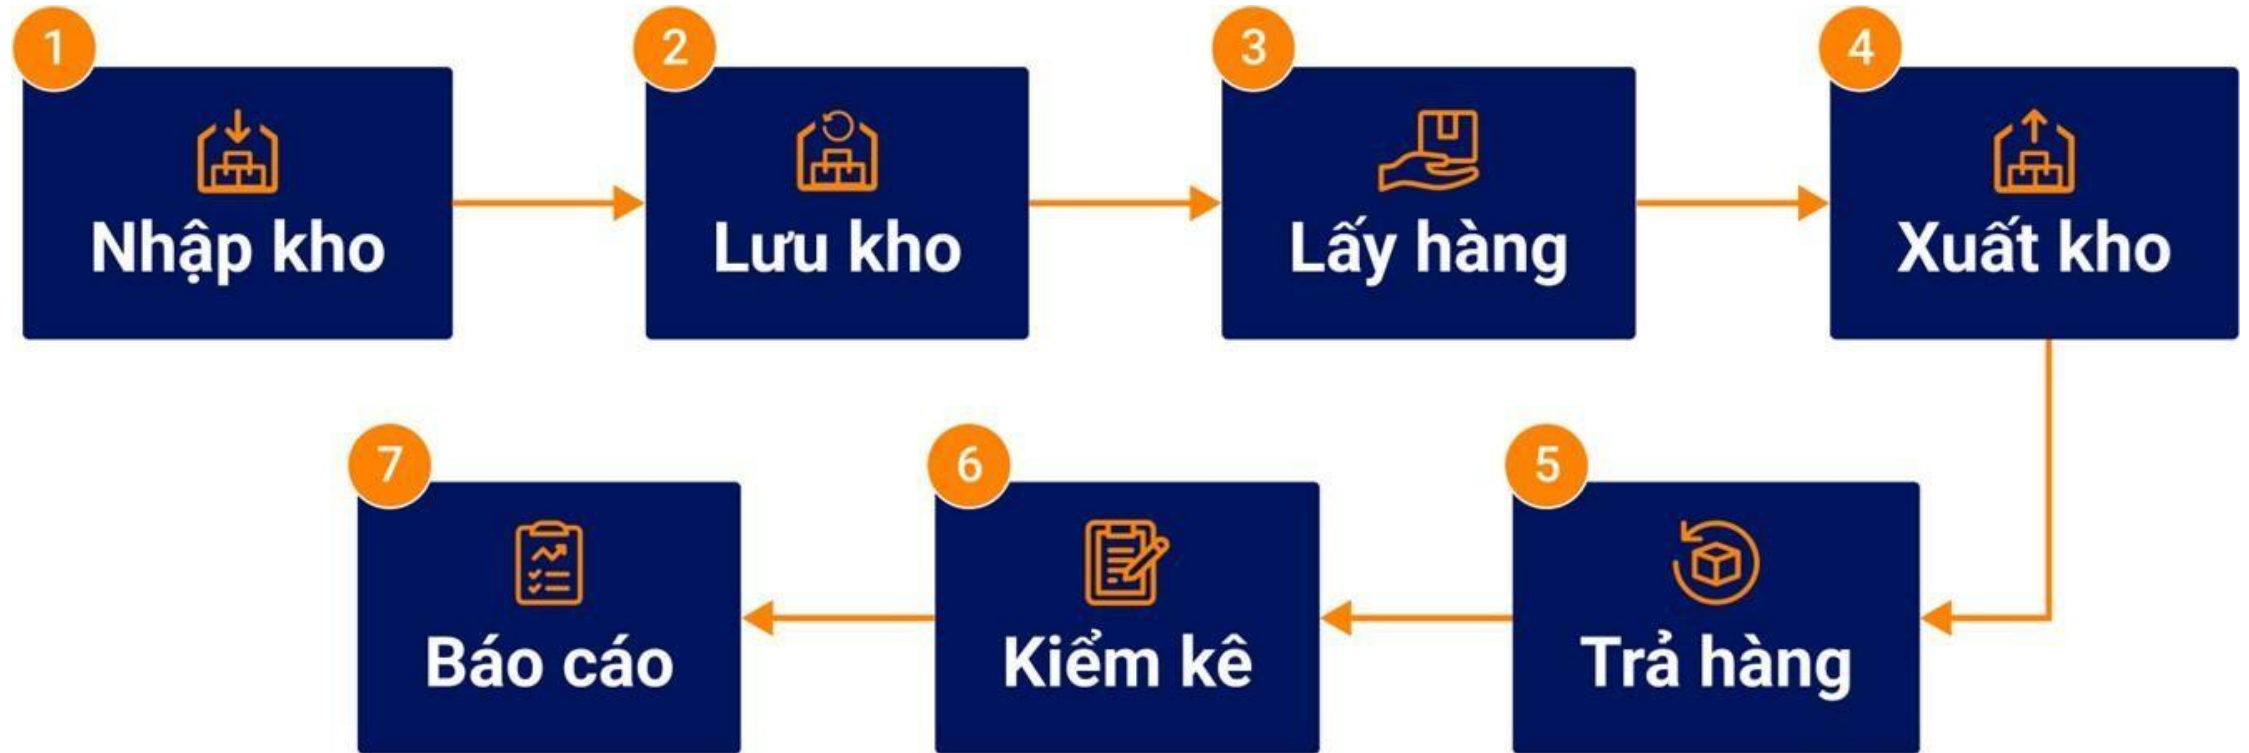 1
Nhập kho
2
Lưu kho
3
Lấy hàng
4
Xuất kho
5
Trả hàng
6
Kiểm kê
7
Báo cáo